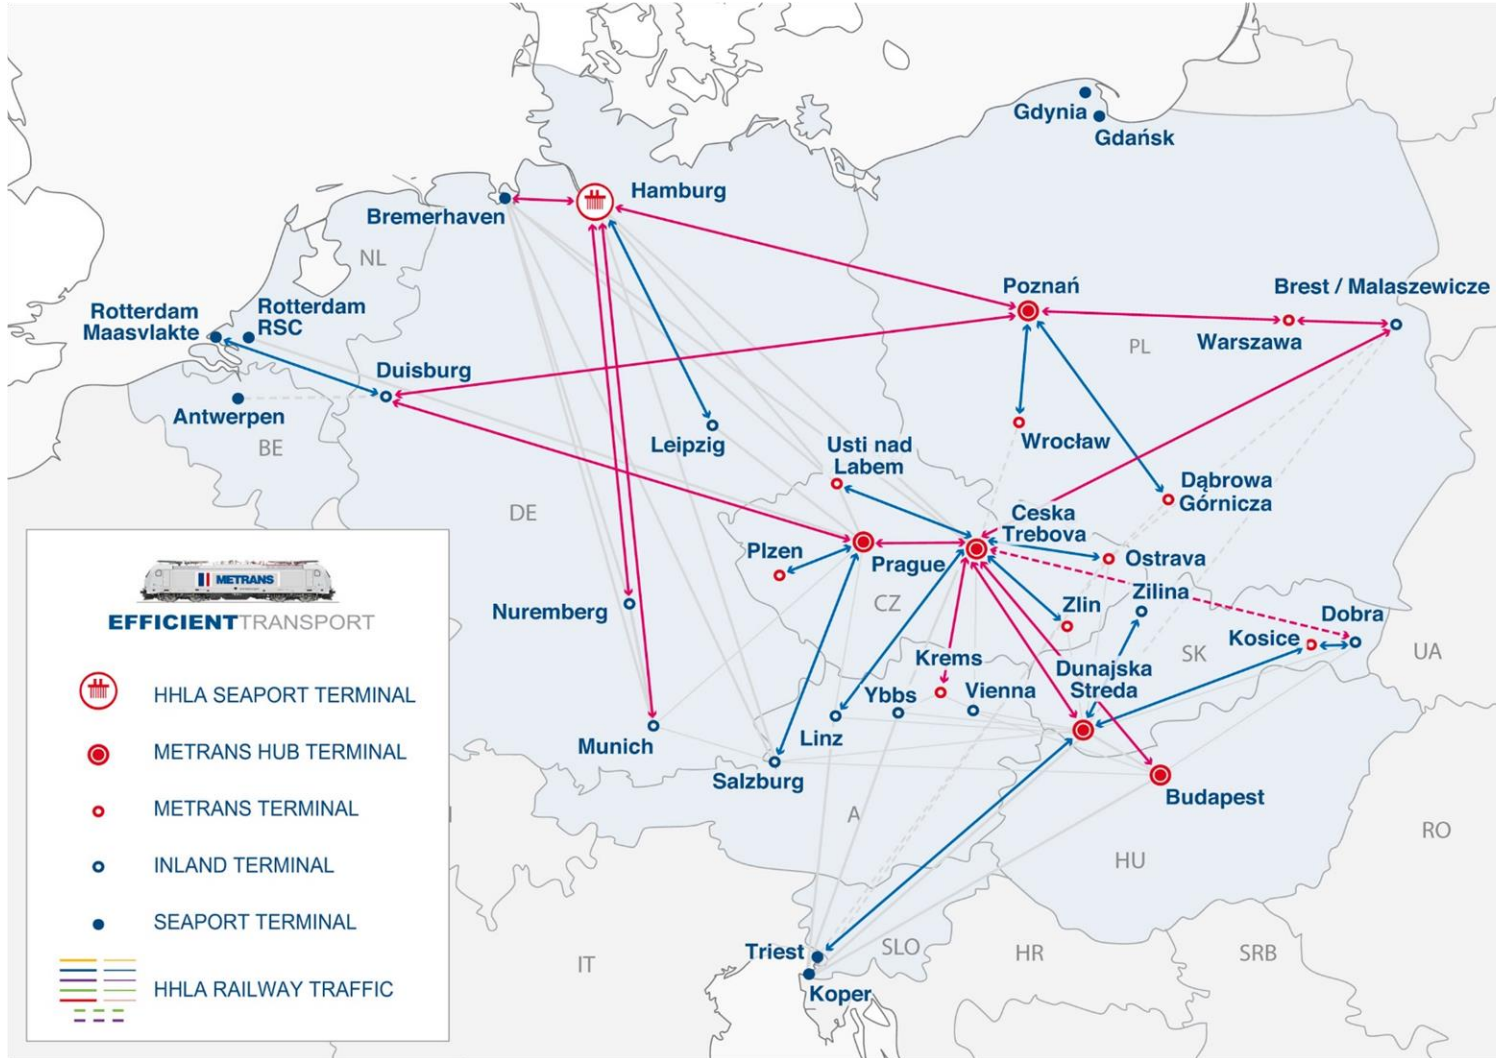 Gdynia
Gdańsk
Hamburg
Bremerhaven
NL
Poznań
Brest / Malaszewicze
Rotterdam
Maasvlakte
Rotterdam
RSC
Warszawa
PL
Duisburg
Antwerpen
BE
Leipzig
Usti nad
Labem
Wrocław
Dąbrowa
Górnicza
DE
Ceska
Trebova
Plzen
Prague
Ostrava
CZ
Zlin
Zilina
Nuremberg
Dobra
Kosice
SK
UA
Krems
Dunajska
Streda
Ybbs
Vienna
Munich
Linz
Salzburg
Budapest
A
HU
RO
Triest
SLO
HR
SRB
IT
Koper
METRANS
EFFICIENTTRANSPORT
HHLA SEAPORT TERMINAL
METRANS HUB TERMINAL
METRANS TERMINAL
INLAND TERMINAL
SEAPORT TERMINAL
HHLA RAILWAY TRAFFIC